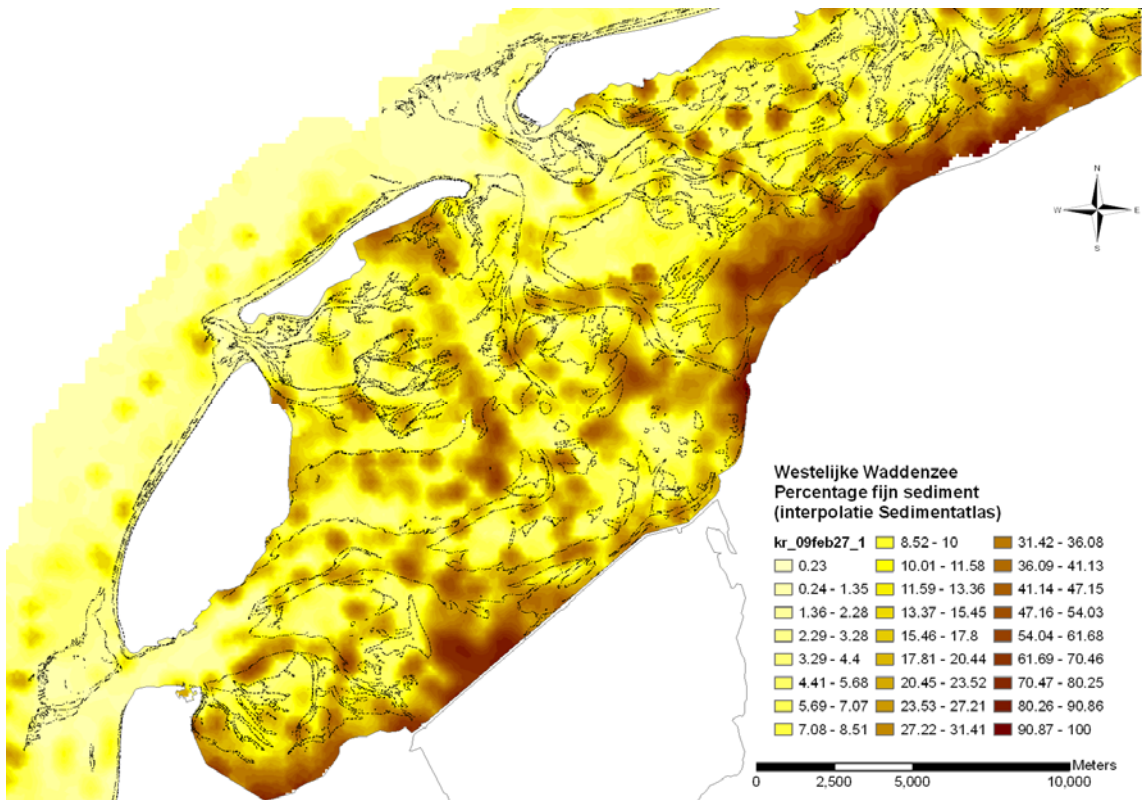 N
W E
S
Westelijke Waddenzee
Percentage fijn sediment
(interpolatie Sedimentatlas)
kr_09feb27_1 8.52 - 10 31.42 - 36.08
0.23 10.01 - 11.58 36.09 - 41.13
0.24 - 1.35 11.59 - 13.36 41.14 - 47.15
1.36 - 2.28 13.37 - 15.45 47.16 - 54.03
2.29 - 3.28 15.46 - 17.8 54.04 - 61.68
3.29 - 4.4 17.81 - 20.44 61.69 - 70.46
4.41 - 5.68 20.45 - 23.52 70.47 - 80.25
5.69 - 7.07 23.53 - 27.21 80.26 - 90.86
7.08 - 8.51 27.22 - 31.41 90.87 - 100
Meters
0 2,500 5,000 10,000